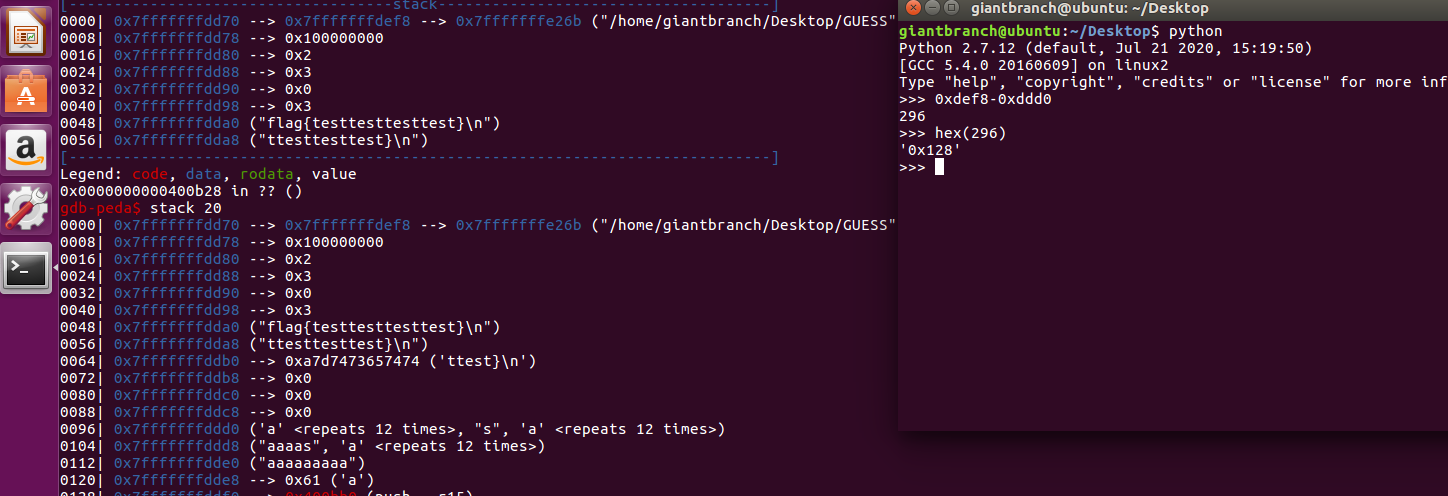 [------------------------------------stack-------------------------------------]
0000| 0x7fffffffdd70 --> 0x7fffffffdef8 --> 0x7fffffffe26b ("/home/giantbranch/Desktop/GUESS"
0008| 0x7fffffffdd78 --> 0x100000000
0016| 0x7fffffffdd80 --> 0x2
0024| 0x7fffffffdd88 --> 0x3
0032| 0x7fffffffdd90 --> 0x0
0040| 0x7fffffffdd98 --> 0x3
0048| 0x7fffffffdda0 ("flag{testtesttesttest}\n")
0056| 0x7fffffffdda8 ("ttesttesttest}\n")
[------------------------------------------------------------------------------]
Legend: code, data, rodata, value
0x0000000000400b28 in ?? ()
gdb-peda$ stack 20
0000| 0x7fffffffdd70 --> 0x7fffffffdef8 --> 0x7fffffffe26b ("/home/giantbranch/Desktop/GUESS"
0008| 0x7fffffffdd78 --> 0x100000000
0016| 0x7fffffffdd80 --> 0x2
0024| 0x7fffffffdd88 --> 0x3
0032| 0x7fffffffdd90 --> 0x0
0040| 0x7fffffffdd98 --> 0x3
0048| 0x7fffffffdda0 ("flag{testtesttesttest}\n")
0056| 0x7fffffffdda8 ("ttesttesttest}\n")
0064| 0x7fffffffddb0 --> 0xa7d7473657474 ('ttest}\n')
0072| 0x7fffffffddb8 --> 0x0
0080| 0x7fffffffddc0 --> 0x0
0088| 0x7fffffffddc8 --> 0x0
0096| 0x7fffffffddd0 ('a' <repeats 12 times>, "s", 'a' <repeats 12 times>)
0104| 0x7fffffffddd8 ("aaaas", 'a' <repeats 12 times>)
0112| 0x7fffffffdde0 ("aaaaaaaaa")
0120| 0x7fffffffdde8 --> 0x61 ('a')
0128| 0x7fffffffddf0 --> 0x400bb0 (push r15)
giantbranch@ubuntu: ~/Desktop
giantbranch@ubuntu:~/Desktop$ python
Python 2.7.12 (default, Jul 21 2020, 15:19:50)
[GCC 5.4.0 20160609] on linux2
Type "help", "copyright", "credits" or "license" for more inf
>>> 0xdef8-0xddd0
296
>>> hex(296)
'0x128'
>>>